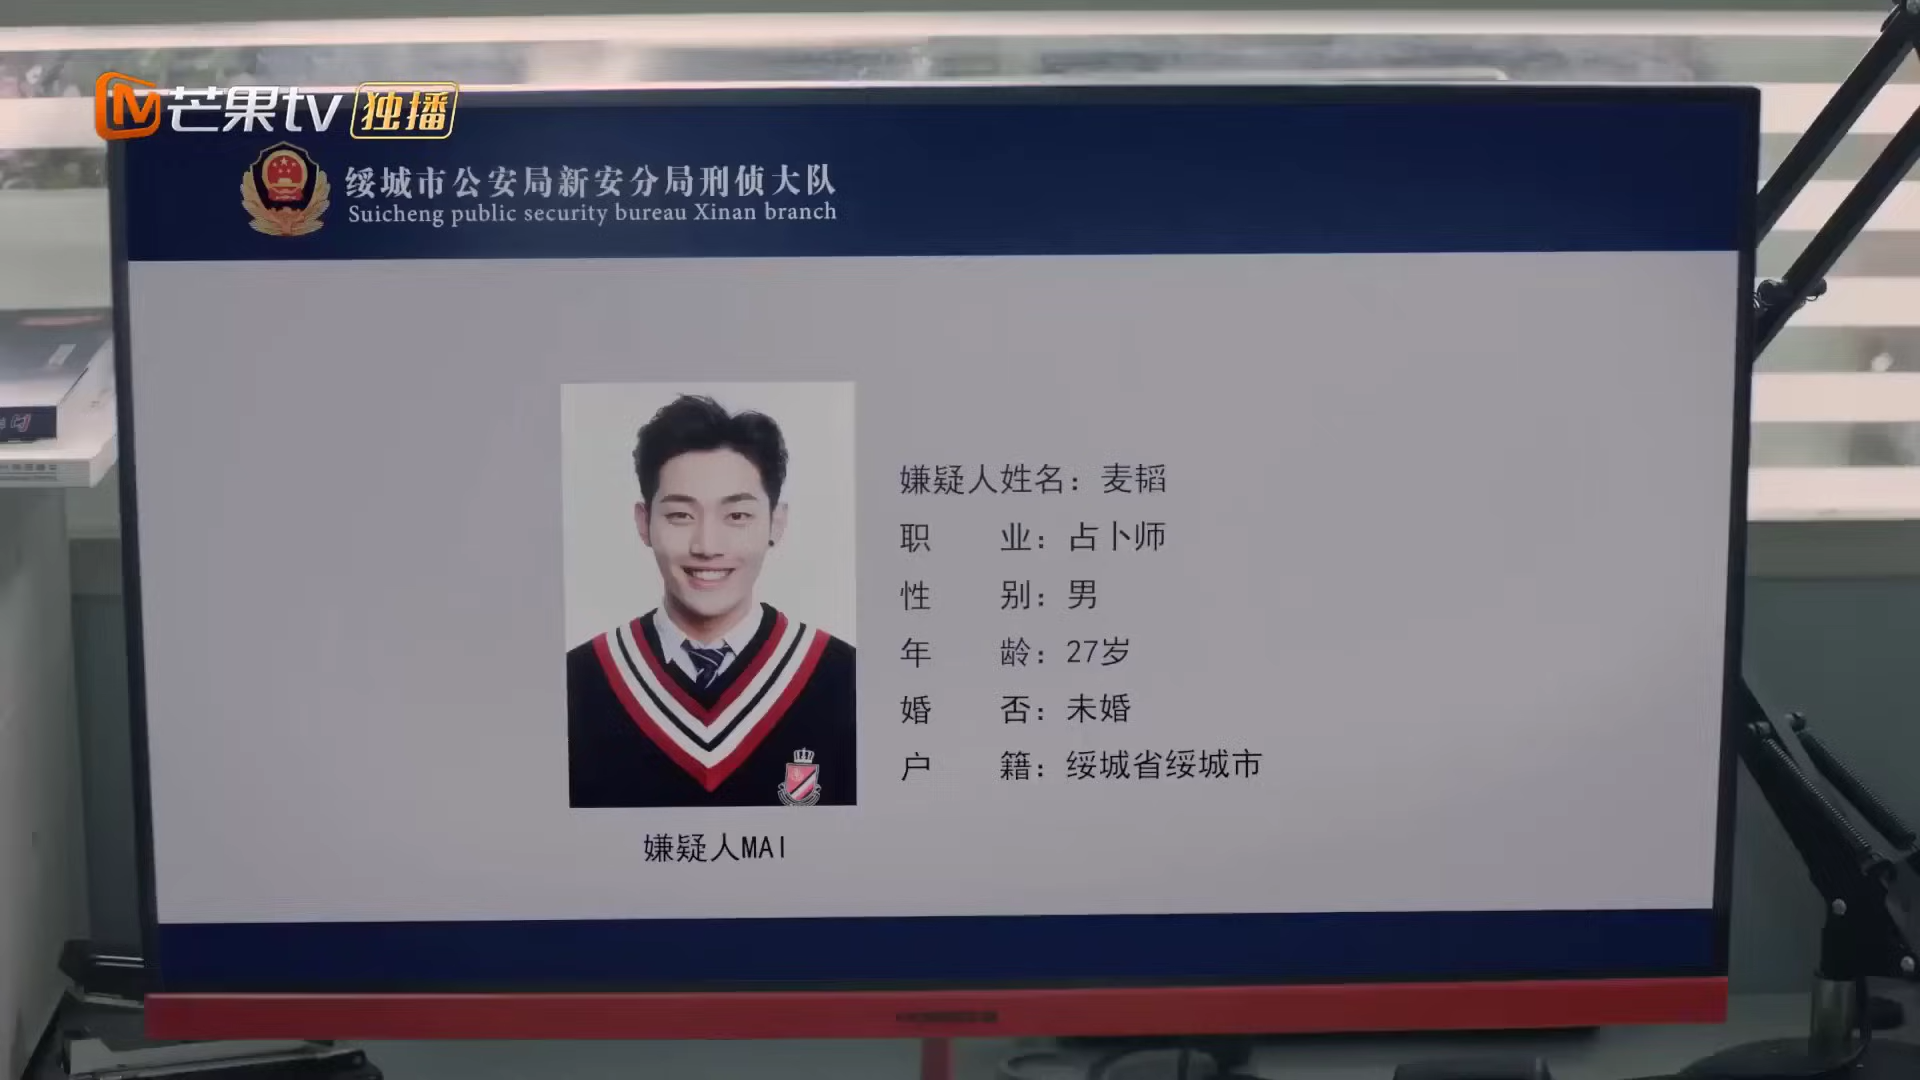 芒果tv 独播
绥城市公安局新安分局刑侦大队
Suicheng public security bureau Xinan branch
嫌疑人姓名：麦韬
职业：占卜师
性别：男
年龄：27岁
婚否：未婚
户籍：绥城省绥城市
嫌疑人MAI